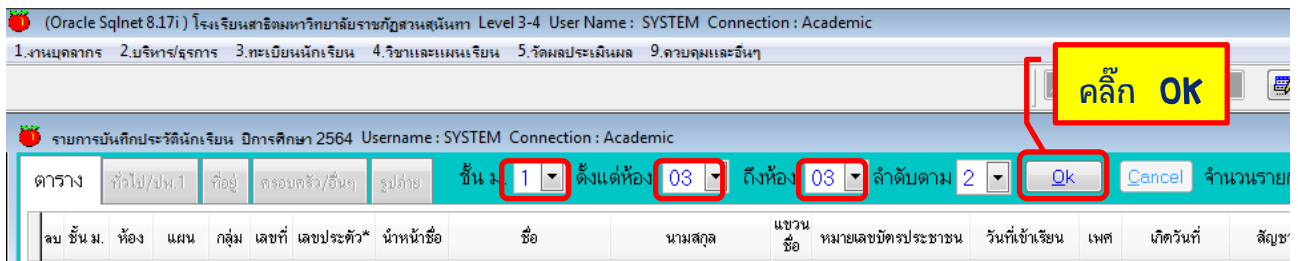 (Oracle Sqlnet 8.17i ) โรงเรียนสาธิตมหาวิทยาลัยราชภัฏสวนสุนันทา Level 3-4 User Name : SYSTEM Connection : Academic
1.งานบุคลากร 2.บริหาร/ธุรการ 3.ทะเบียนนักเรียน 4.วิชาและแผนเรียน 5.วัดผลประเมินผล 9.ควบคุมและอื่นๆ
คลิ๊ก OK
รายการบันทึกประวัตินักเรียน ปีการศึกษา 2564 Username : SYSTEM Connection : Academic
ตาราง ทั่วไป/ปพ.1 ที่อยู่ ครอบครัว/อื่นๆ รูปถ่าย ชั้น ม. 1 ตั้งแต่ห้อง 03 ถึงห้อง 03 ลำดับตาม 2 Ok Cancel จำนวนราย
ลบ ชั้น ม. ห้อง แผน กลุ่ม เลขที่ เลขประจำตัว* นำหน้าชื่อ ชื่อ นามสกุล แขวนชื่อ หมายเลขบัตรประชาชน วันที่เข้าเรียน เพศ เกิดวันที่ สัญชา